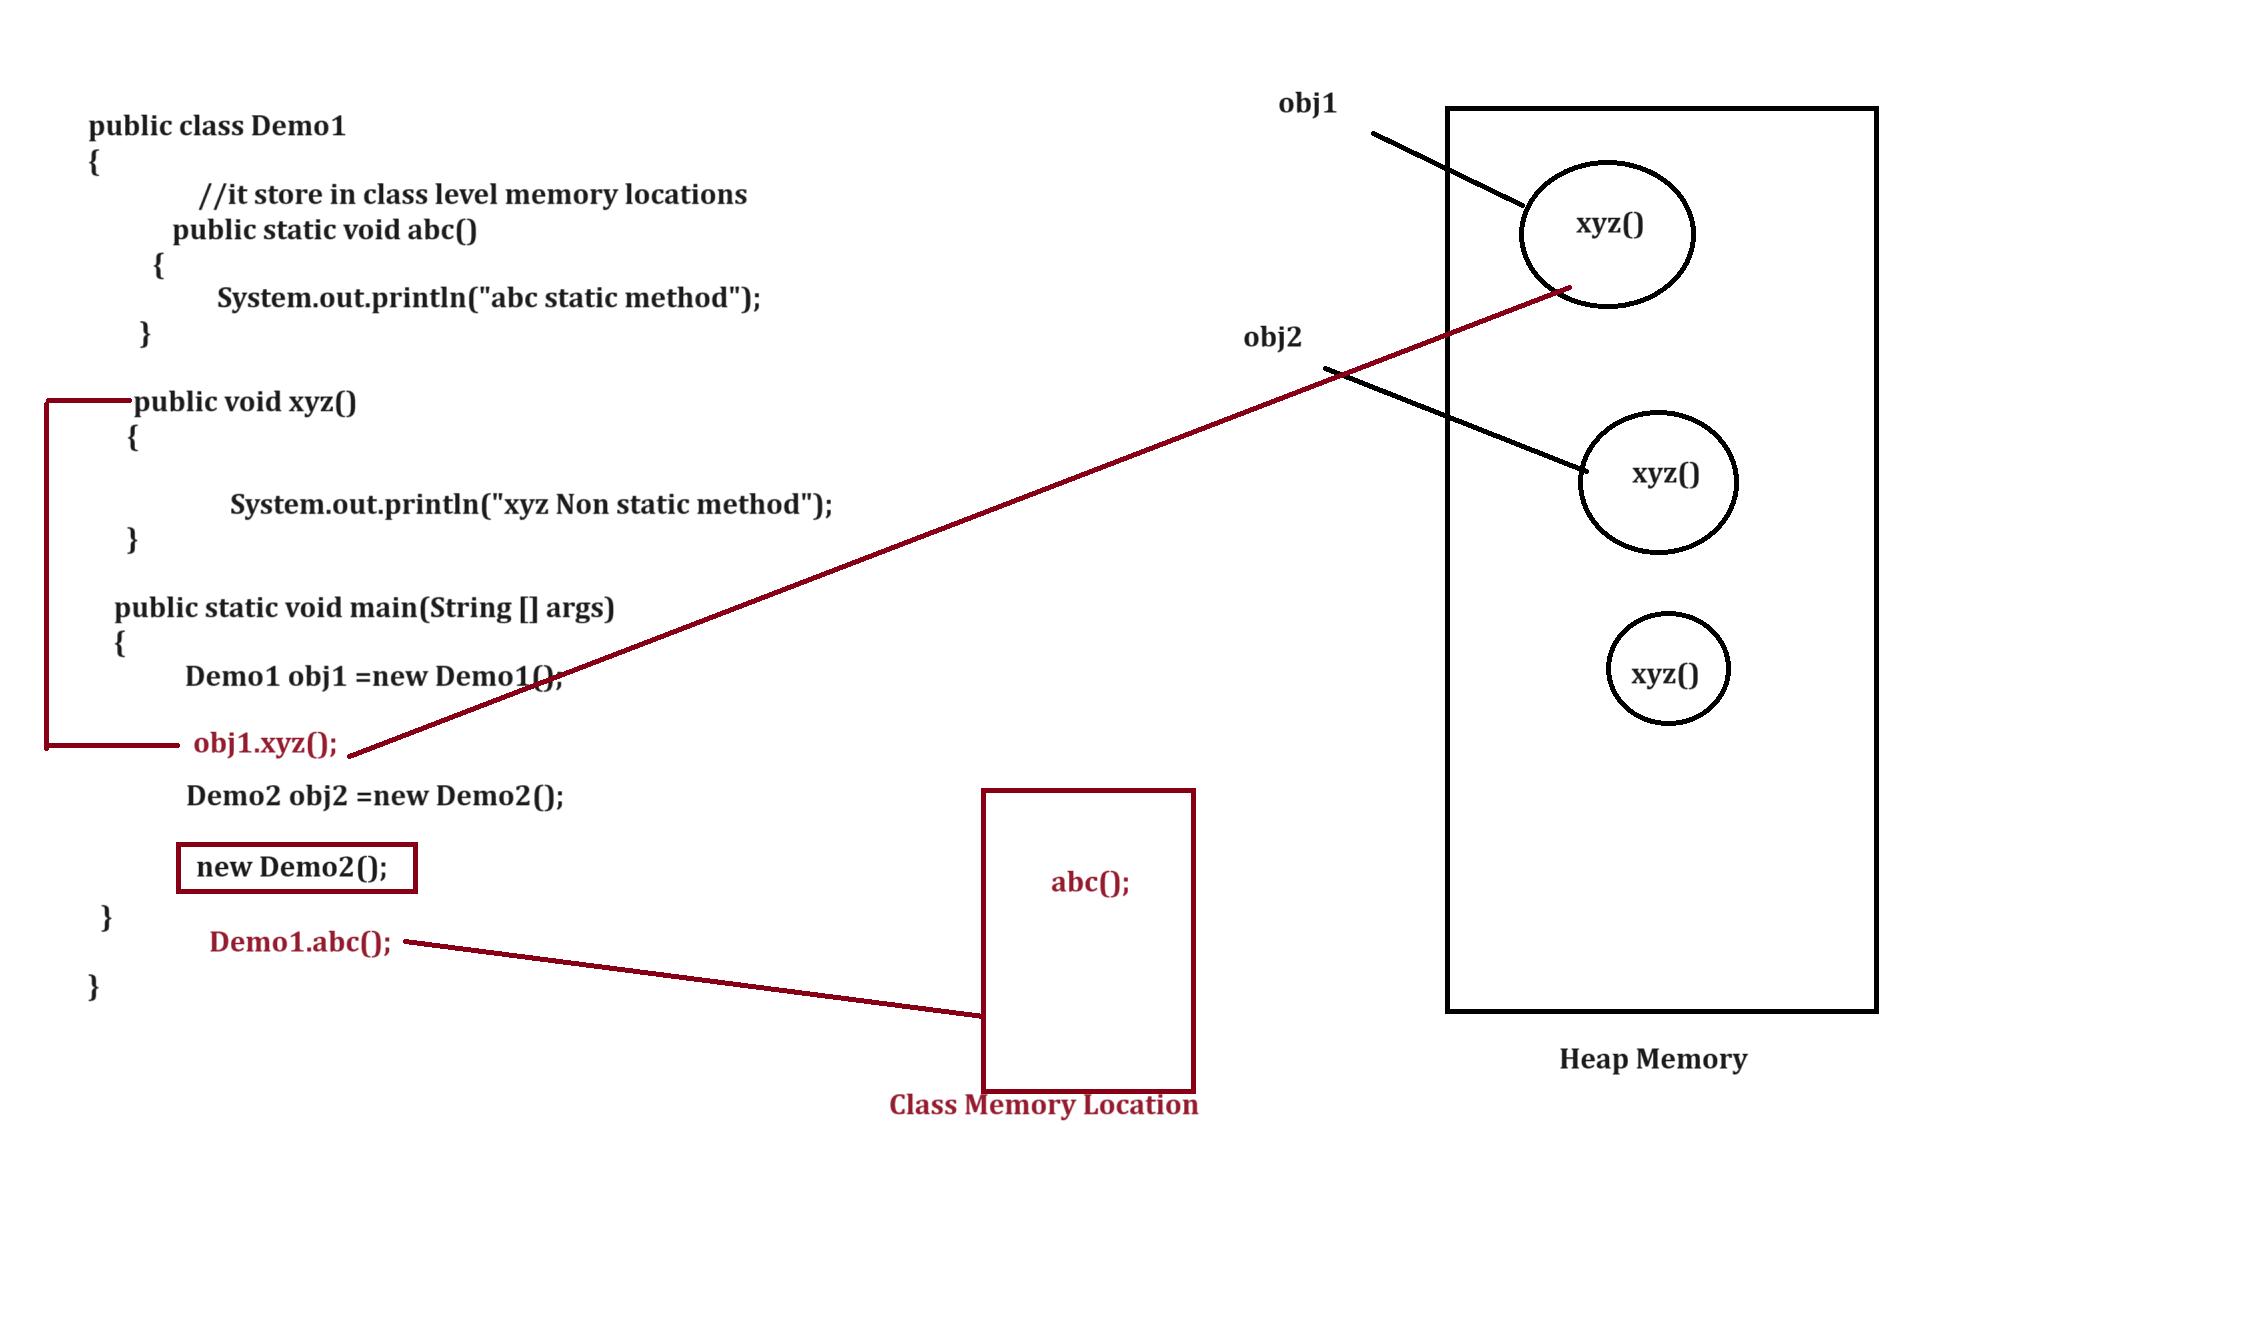 public class Demo1
{
//it store in class level memory locations
public static void abc()
{
System.out.println("abc static method");
}
public void xyz()
{
System.out.println("xyz Non static method");
}
public static void main(String [] args)
{
Demo1 obj1 =new Demo1();
obj1.xyz();
Demo2 obj2 =new Demo2();
new Demo2();
}
Demo1.abc();
}
abc();
Class Memory Location
obj1
xyz()
obj2
xyz()
xyz()
Heap Memory